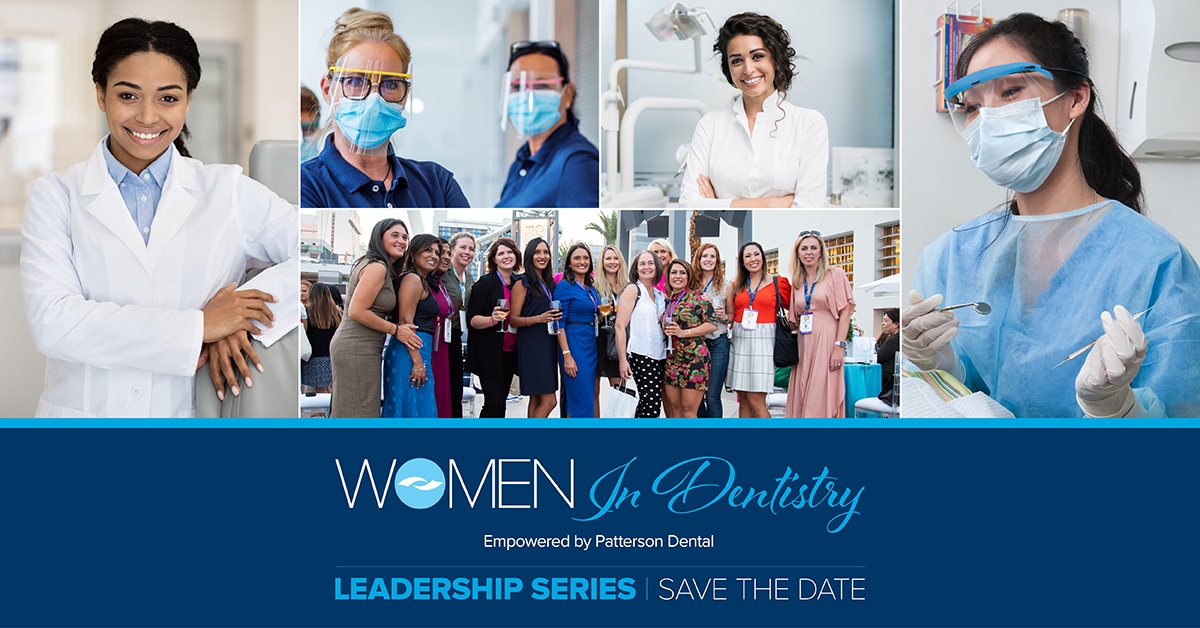 WOMEN In Dentistry
Empowered by Patterson Dental
LEADERSHIP SERIES | SAVE THE DATE